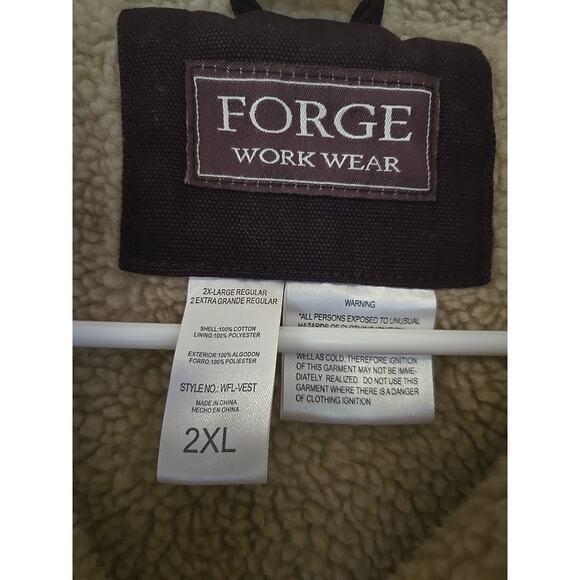 FORGE
WORK WEAR
2X-LARGE REGULAR
2 EXTRA GRANDE REGULAR
SHELL:100% COTTON
LINING:100% POLYESTER
EXTERIOR:100% ALGODON
FORRO:100% POLIESTER
STYLE NO.: WFL-VEST
MADE IN CHINA
HECHO EN CHINA
2XL
WARNING
"ALL PERSONS EXPOSED TO UNUSUAL
HAZARDS OF CLOTHING
WELL AS COLD. THEREFORE IGNITION
OF THIS GARMENT MAY NOT BE IMME-
DIATELY REALIZED. DO NOT USE THIS
GARMENT WHERE THERE IS A DANGER
OF CLOTHING IGNITION